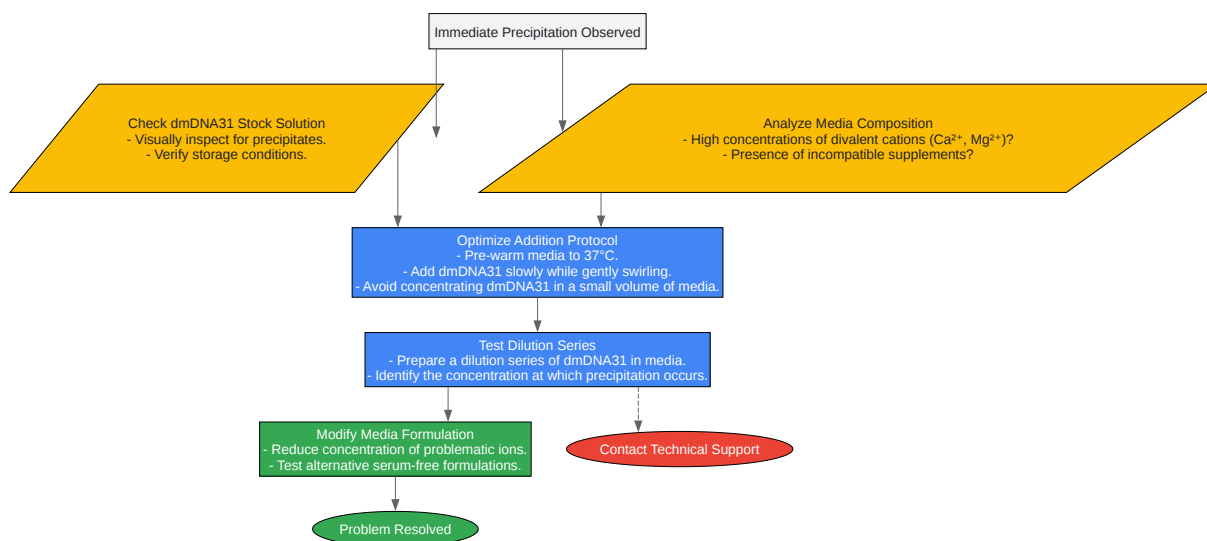 Immediate Precipitation Observed
Check dmDNA31 Stock Solution
- Visually inspect for precipitates.
- Verify storage conditions.
Analyze Media Composition
- High concentrations of divalent cations (Ca²⁺, Mg²⁺)?
- Presence of incompatible supplements?
Optimize Addition Protocol
- Pre-warm media to 37°C.
- Add dmDNA31 slowly while gently swirling.
- Avoid concentrating dmDNA31 in a small volume of media.
Test Dilution Series
- Prepare a dilution series of dmDNA31 in media.
- Identify the concentration at which precipitation occurs.
Modify Media Formulation
- Reduce concentration of problematic ions.
- Test alternative serum-free formulations.
Contact Technical Support
Problem Resolved